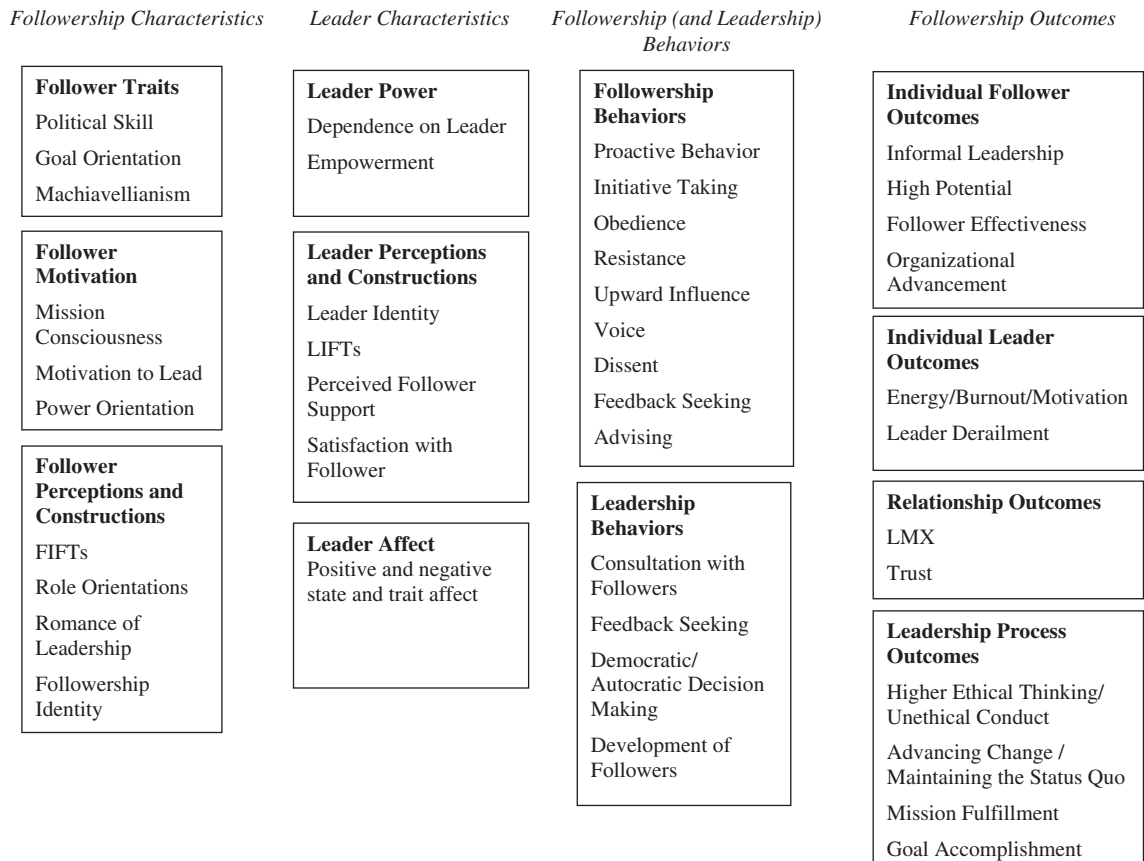 Followership Characteristics
Follower Traits
Political Skill
Goal Orientation
Machiavellianism
Follower
Motivation
Mission
Consciousness
Motivation to Lead
Power Orientation
Follower
Perceptions and
Constructions
FIFTs
Role Orientations
Romance of
Leadership
Followership
Identity
Leader Characteristics
Leader Power
Dependence on Leader
Empowerment
Leader Perceptions
and Constructions
Leader Identity
LIFTs
Perceived Follower
Support
Satisfaction with
Follower
Leader Affect
Positive and negative
state and trait affect
Followership (and Leadership)
Behaviors
Followership
Behaviors
Proactive Behavior
Initiative Taking
Obedience
Resistance
Upward Influence
Voice
Dissent
Feedback Seeking
Advising
Leadership
Behaviors
Consultation with
Followers
Feedback Seeking
Democratic/
Autocratic Decision
Making
Development of
Followers
Followership Outcomes
Individual Follower
Outcomes
Informal Leadership
High Potential
Follower Effectiveness
Organizational
Advancement
Individual Leader
Outcomes
Energy/Burnout/Motivation
Leader Derailment
Relationship Outcomes
LMX
Trust
Leadership Process
Outcomes
Higher Ethical Thinking/
Unethical Conduct
Advancing Change /
Maintaining the Status Quo
Mission Fulfillment
Goal Accomplishment